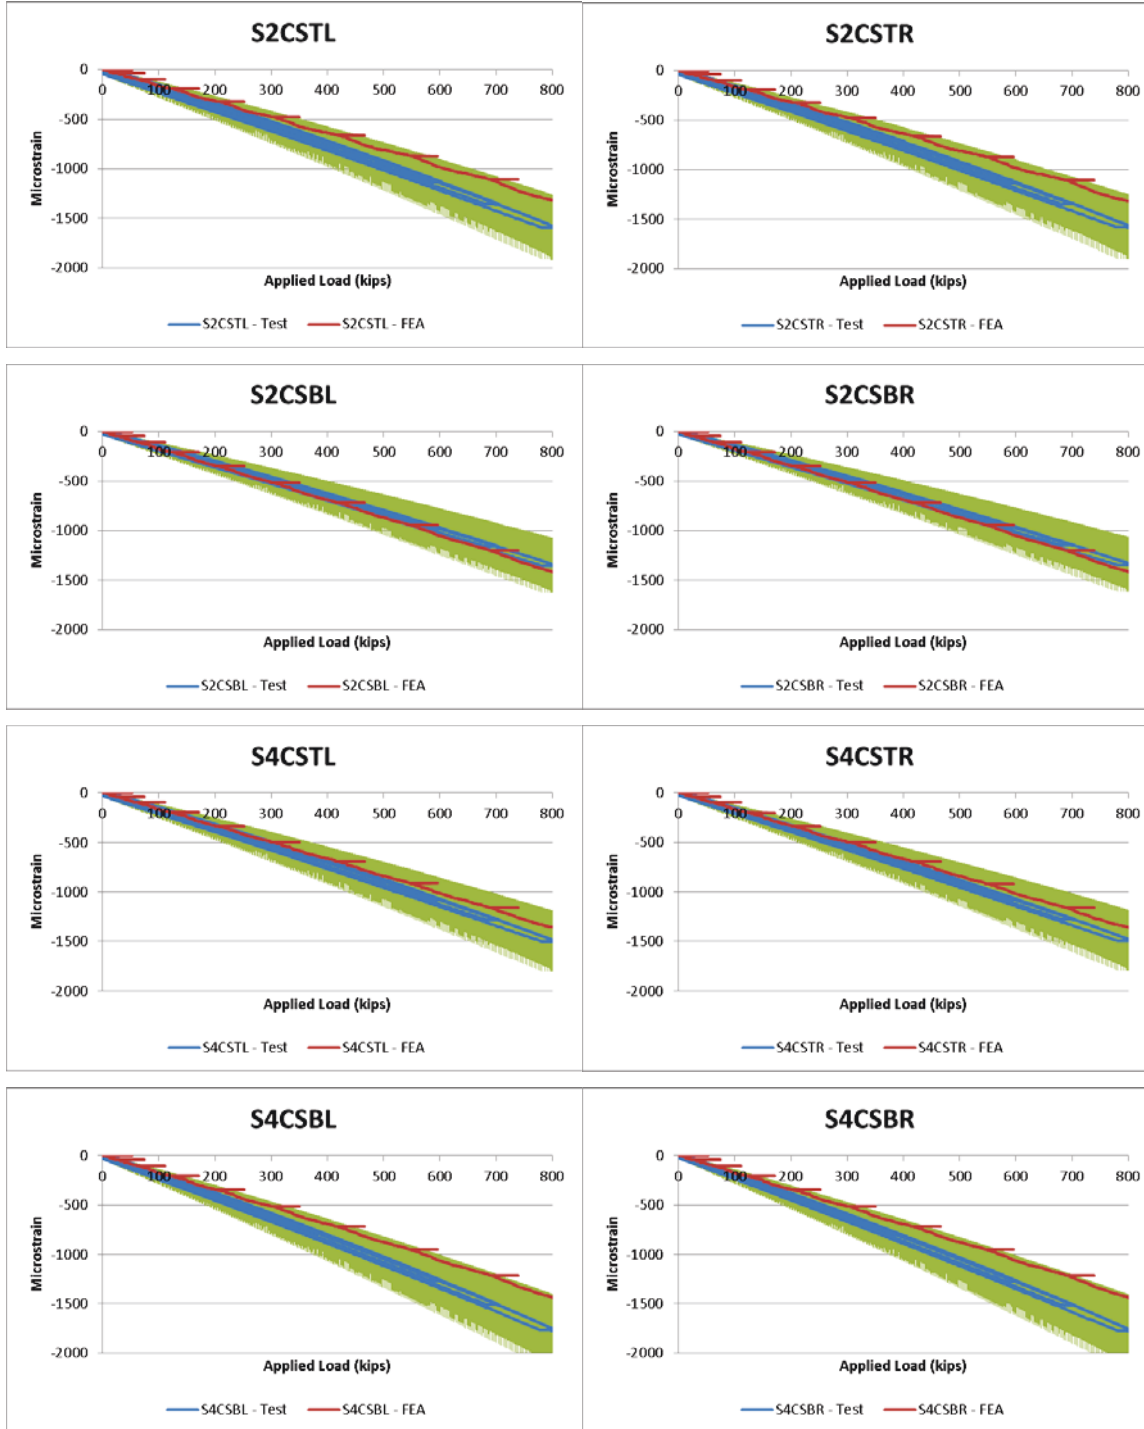 S2CSTL
0
0 100 200 300 400 500 600 700 800
-500
-1000
-1500
-2000
Microstrain
Applied Load (kips)
S2CSTL - Test S2CSTL - FEA
S2CSTR
0
0 100 200 300 400 500 600 700 800
-500
-1000
-1500
-2000
Microstrain
Applied Load (kips)
S2CSTR - Test S2CSTR - FEA
S2CSBL
0
0 100 200 300 400 500 600 700 800
-500
-1000
-1500
-2000
Microstrain
Applied Load (kips)
S2CSBL - Test S2CSBL - FEA
S2CSBR
0
0 100 200 300 400 500 600 700 800
-500
-1000
-1500
-2000
Microstrain
Applied Load (kips)
S2CSBR - Test S2CSBR - FEA
S4CSTL
0
0 100 200 300 400 500 600 700 800
-500
-1000
-1500
-2000
Microstrain
Applied Load (kips)
S4CSTL - Test S4CSTL - FEA
S4CSTR
0
0 100 200 300 400 500 600 700 800
-500
-1000
-1500
-2000
Microstrain
Applied Load (kips)
S4CSTR - Test S4CSTR - FEA
S4CSBL
0
0 100 200 300 400 500 600 700 800
-500
-1000
-1500
-2000
Microstrain
Applied Load (kips)
S4CSBL - Test S4CSBL - FEA
S4CSBR
0
0 100 200 300 400 500 600 700 800
-500
-1000
-1500
-2000
Microstrain
Applied Load (kips)
S4CSBR - Test S4CSBR - FEA